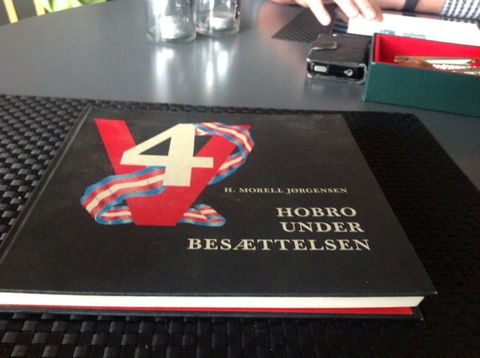 V
4
H. MORELL JØRGENSEN
HOBRO
UNDER
BESÆTTELSEN